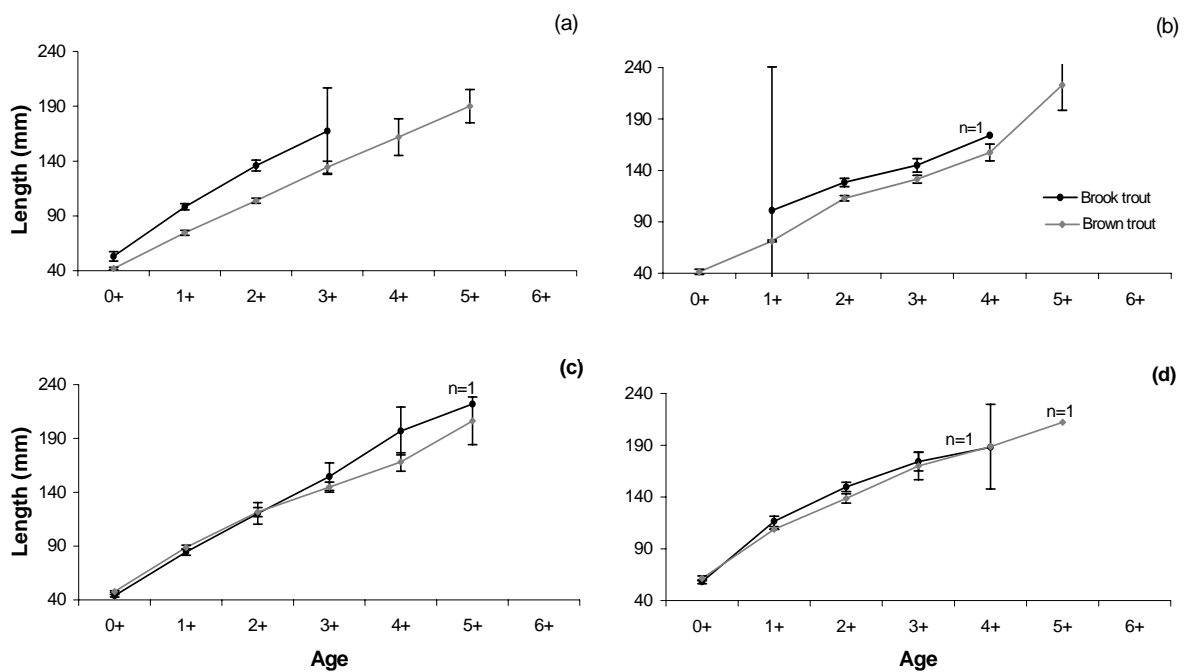 (a)
240
190
140
90
40
Length (mm)
0+ 1+ 2+ 3+ 4+ 5+ 6+
(b)
240
190
140
90
40
n=1
Brook trout
Brown trout
0+ 1+ 2+ 3+ 4+ 5+ 6+
(c)
240
190
140
90
40
Length (mm)
n=1
0+ 1+ 2+ 3+ 4+ 5+ 6+
Age
(d)
240
190
140
90
40
n=1
n=1
0+ 1+ 2+ 3+ 4+ 5+ 6+
Age